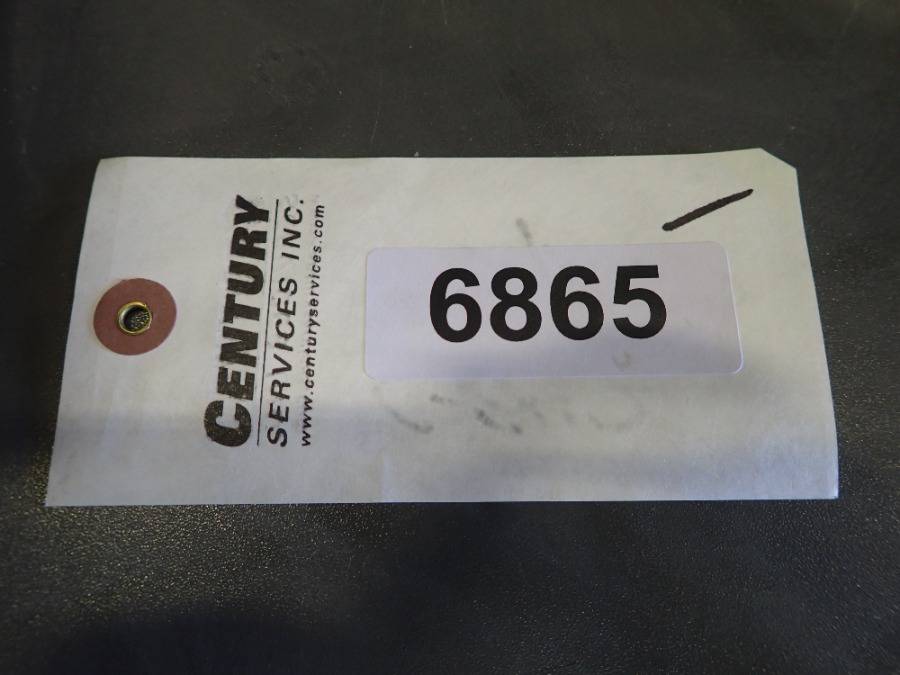 CENTURY
SERVICES INC.
www.centuryservices.com
6865